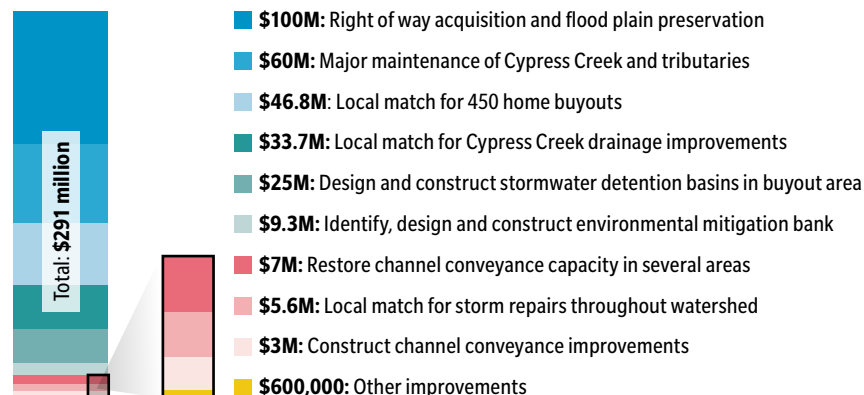 Total: $291 million
$100M: Right of way acquisition and flood plain preservation
$60M: Major maintenance of Cypress Creek and tributaries
$46.8M: Local match for 450 home buyouts
$33.7M: Local match for Cypress Creek drainage improvements
$25M: Design and construct stormwater detention basins in buyout area
$9.3M: Identify, design and construct environmental mitigation bank
$7M: Restore channel conveyance capacity in several areas
$5.6M: Local match for storm repairs throughout watershed
$3M: Construct channel conveyance improvements
$600,000: Other improvements